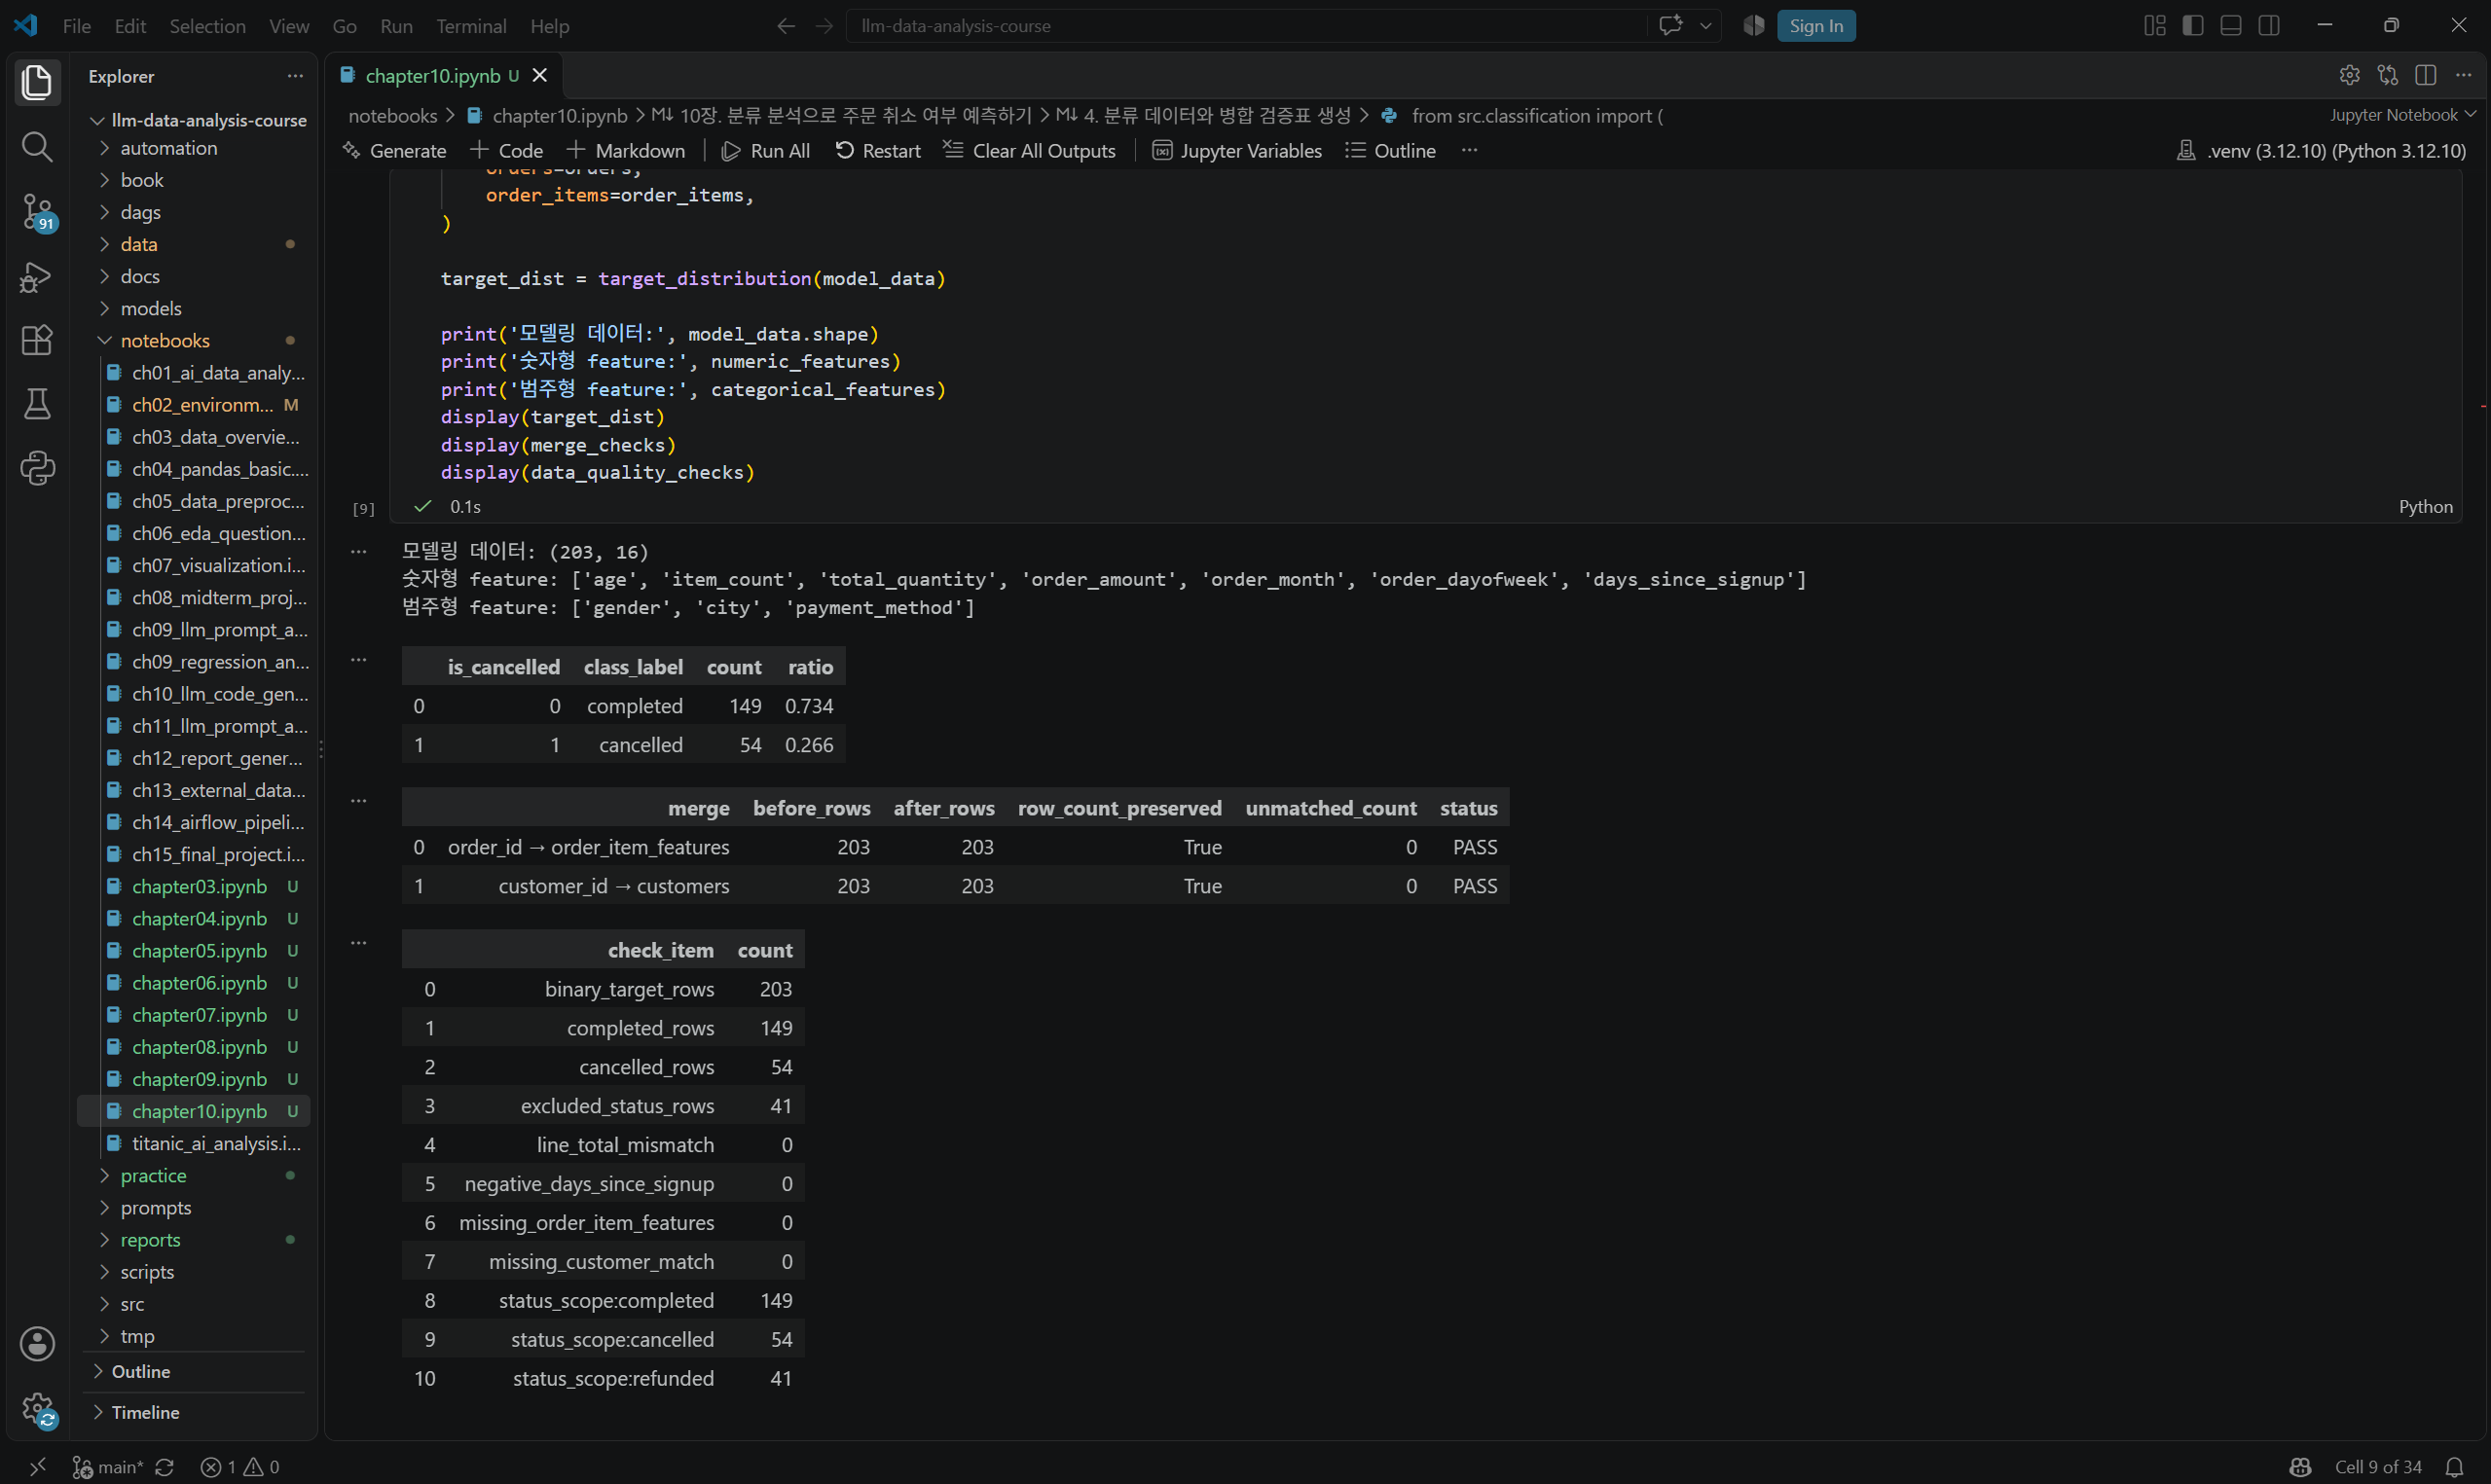 File Edit Selection View Go Run Terminal Help
llm-data-analysis-course
Sign In
Explorer
llm-data-analysis-course
automation
book
dags
data
docs
models
notebooks
ch01_ai_data_analy...
ch02_environm... M
ch03_data_overvie...
ch04_pandas_basic....
ch05_data_preproc...
ch06_eda_question...
ch07_visualization.i...
ch08_midterm_proj...
ch09_llm_prompt_a...
ch09_regression_an...
ch10_llm_code_gen...
ch11_llm_prompt_a...
ch12_report_gener...
ch13_external_data...
ch14_airflow_pipeli...
ch15_final_project.i...
chapter03.ipynb U
chapter04.ipynb U
chapter05.ipynb U
chapter06.ipynb U
chapter07.ipynb U
chapter08.ipynb U
chapter09.ipynb U
chapter10.ipynb U
titanic_ai_analysis.i...
practice
prompts
reports
scripts
src
tmp
Outline
Timeline
91
chapter10.ipynb U
notebooks > chapter10.ipynb > M↓ 10장. 분류 분석으로 주문 취소 여부 예측하기 > M↓ 4. 분류 데이터와 병합 검증표 생성 > from src.classification import (
Jupyter Notebook
Generate + Code + Markdown Run All Restart Clear All Outputs Jupyter Variables Outline ...
.venv (3.12.10) (Python 3.12.10)
orders=orders,
order_items=order_items,
)
target_dist = target_distribution(model_data)
print('모델링 데이터:', model_data.shape)
print('숫자형 feature:', numeric_features)
print('범주형 feature:', categorical_features)
display(target_dist)
display(merge_checks)
display(data_quality_checks)
[9] ✓ 0.1s
Python
모델링 데이터: (203, 16)
숫자형 feature: ['age', 'item_count', 'total_quantity', 'order_amount', 'order_month', 'order_dayofweek', 'days_since_signup']
범주형 feature: ['gender', 'city', 'payment_method']
is_cancelled class_label count ratio
0 0 completed 149 0.734
1 1 cancelled 54 0.266
merge before_rows after_rows row_count_preserved unmatched_count status
0 order_id → order_item_features 203 203 True 0 PASS
1 customer_id → customers 203 203 True 0 PASS
check_item count
0 binary_target_rows 203
1 completed_rows 149
2 cancelled_rows 54
3 excluded_status_rows 41
4 line_total_mismatch 0
5 negative_days_since_signup 0
6 missing_order_item_features 0
7 missing_customer_match 0
8 status_scope:completed 149
9 status_scope:cancelled 54
10 status_scope:refunded 41
main* 1 0
Cell 9 of 34